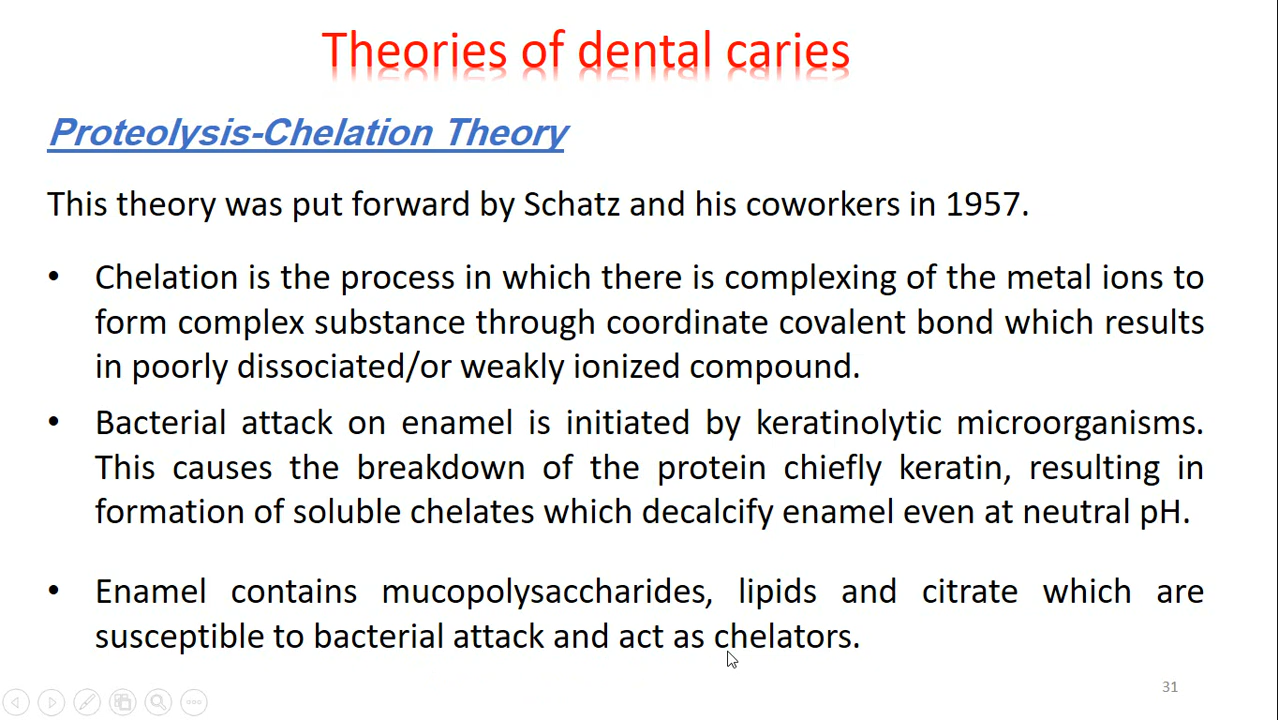 Theories of dental caries
Proteolysis-Chelation Theory
This theory was put forward by Schatz and his coworkers in 1957.
• Chelation is the process in which there is complexing of the metal ions to
form complex substance through coordinate covalent bond which results
in poorly dissociated/or weakly ionized compound.
• Bacterial attack on enamel is initiated by keratinolytic microorganisms.
This causes the breakdown of the protein chiefly keratin, resulting in
formation of soluble chelates which decalcify enamel even at neutral pH.
• Enamel contains mucopolysaccharides, lipids and citrate which are
susceptible to bacterial attack and act as chelators.
31